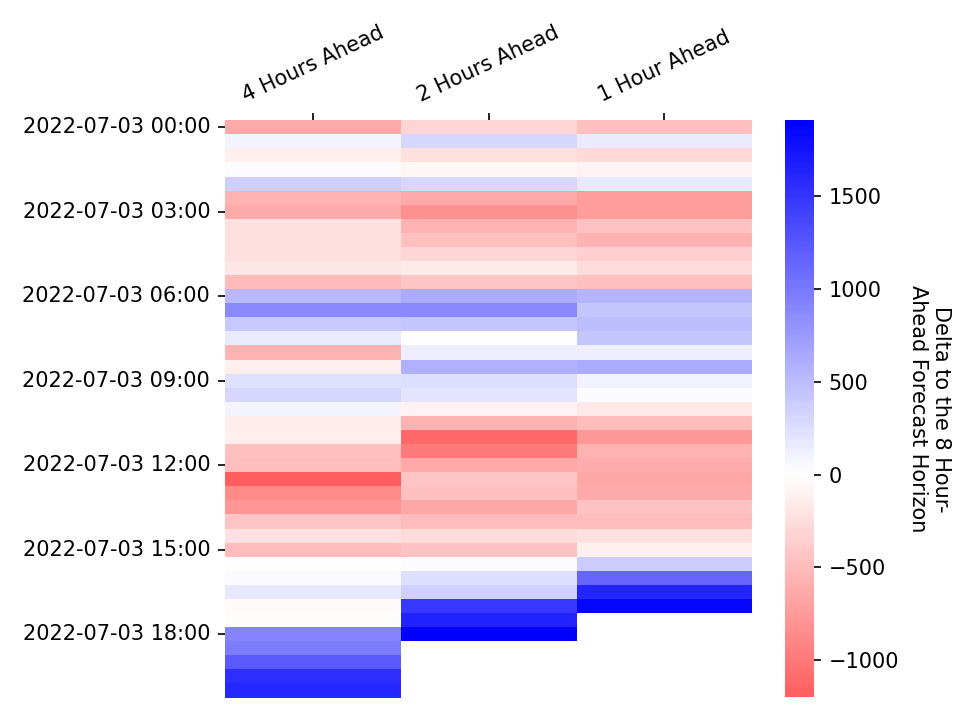 4 Hours Ahead
2 Hours Ahead
1 Hour Ahead
2022-07-03 00:00
2022-07-03 03:00
2022-07-03 06:00
2022-07-03 09:00
2022-07-03 12:00
2022-07-03 15:00
2022-07-03 18:00
1500
1000
500
0
−500
−1000
Delta to the 8 Hour-
Ahead Forecast Horizon